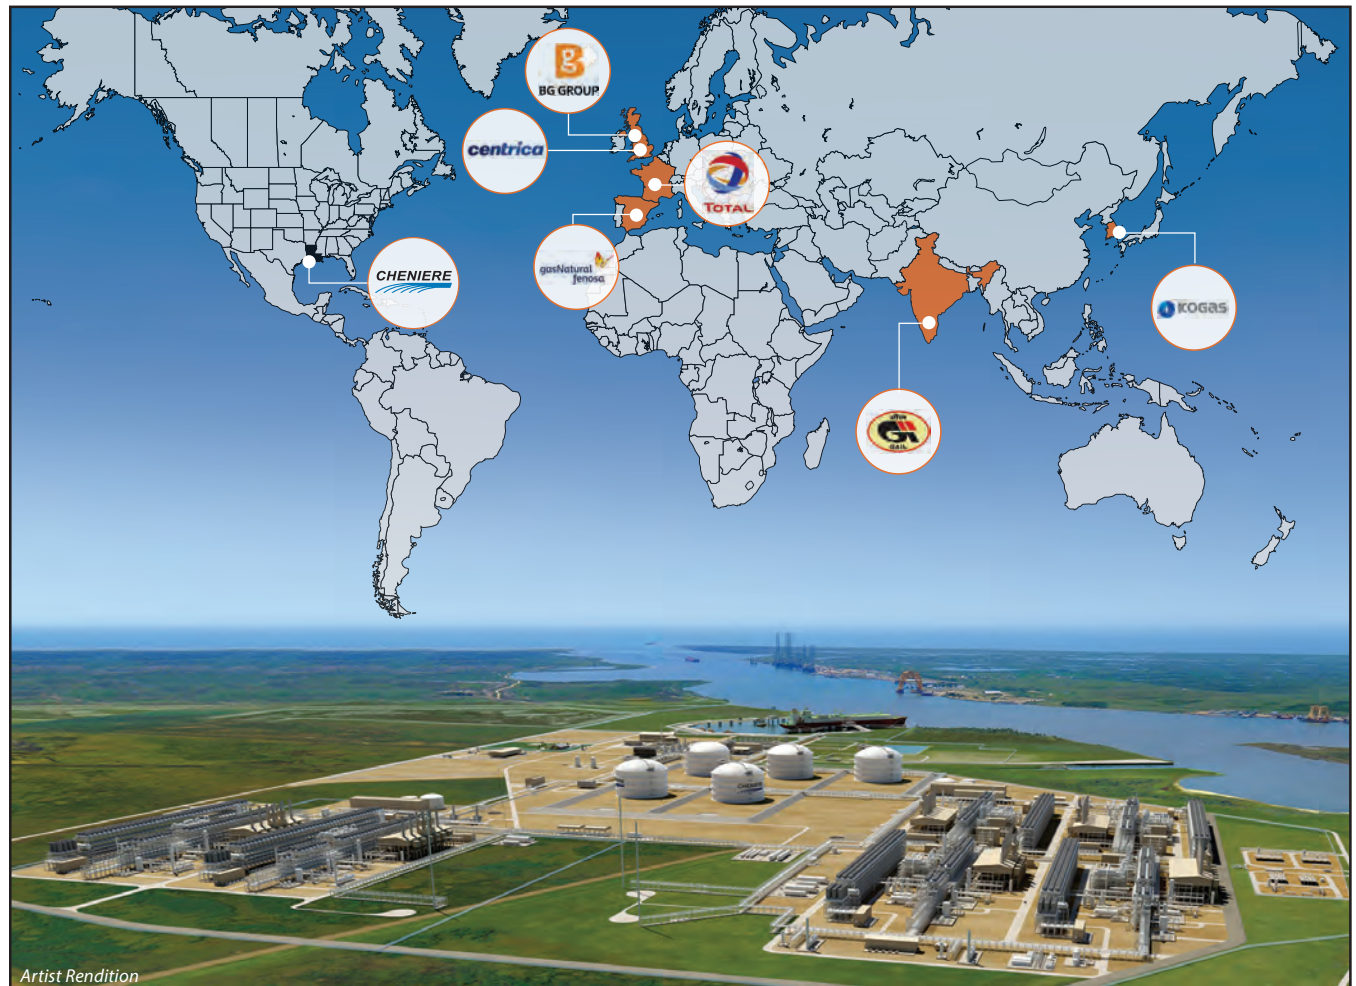 BG GROUP
centrica
TOTAL
CHENIERE
gasNatural
fenosa
KOGAS
GAIL
Artist Rendition